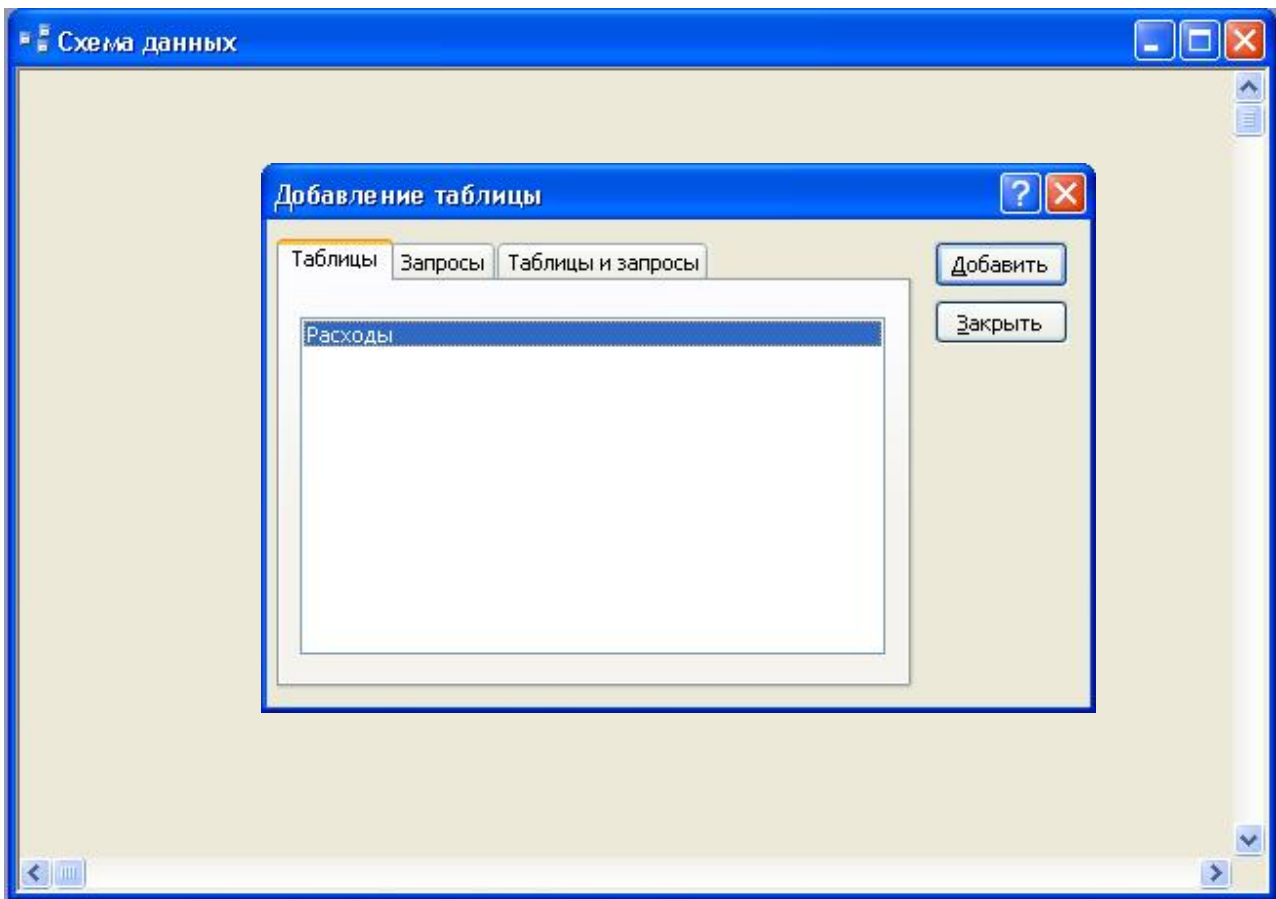 Схема данных
Добавление таблицы
Таблицы Запросы Таблицы и запросы
Добавить
Закрыть
Расходы